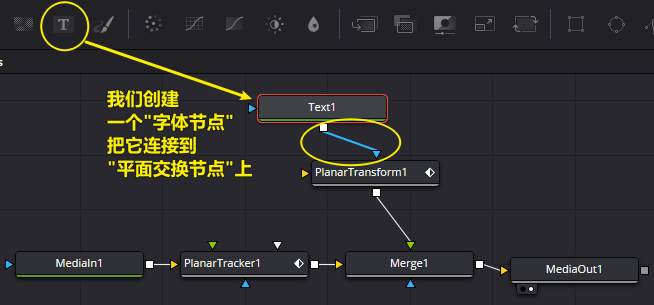 T
s
Text1
我们创建
一个"字体节点"
把它连接到
"平面交换节点"上
PlanarTransform1
MediaIn1
PlanarTracker1
Merge1
MediaOut1